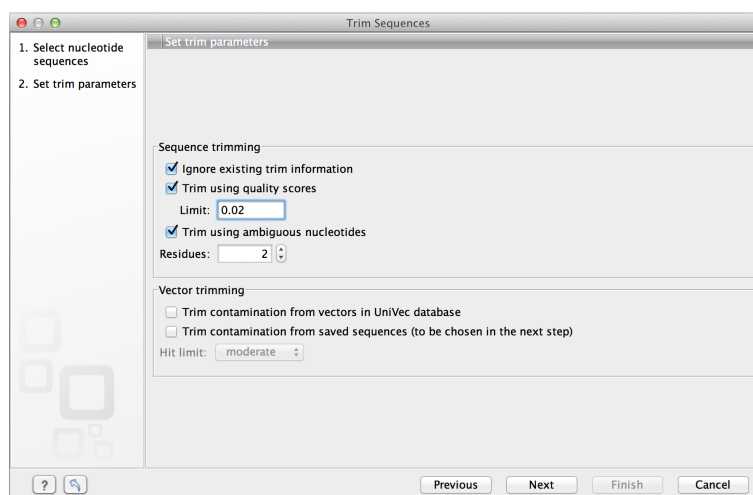 Trim Sequences
1. Select nucleotide
sequences
2. Set trim parameters
Set trim parameters
Sequence trimming
Ignore existing trim information
Trim using quality scores
Limit: 0.02
Trim using ambiguous nucleotides
Residues: 2
Vector trimming
Trim contamination from vectors in UniVec database
Trim contamination from saved sequences (to be chosen in the next step)
Hit limit: moderate
? Previous Next Finish Cancel